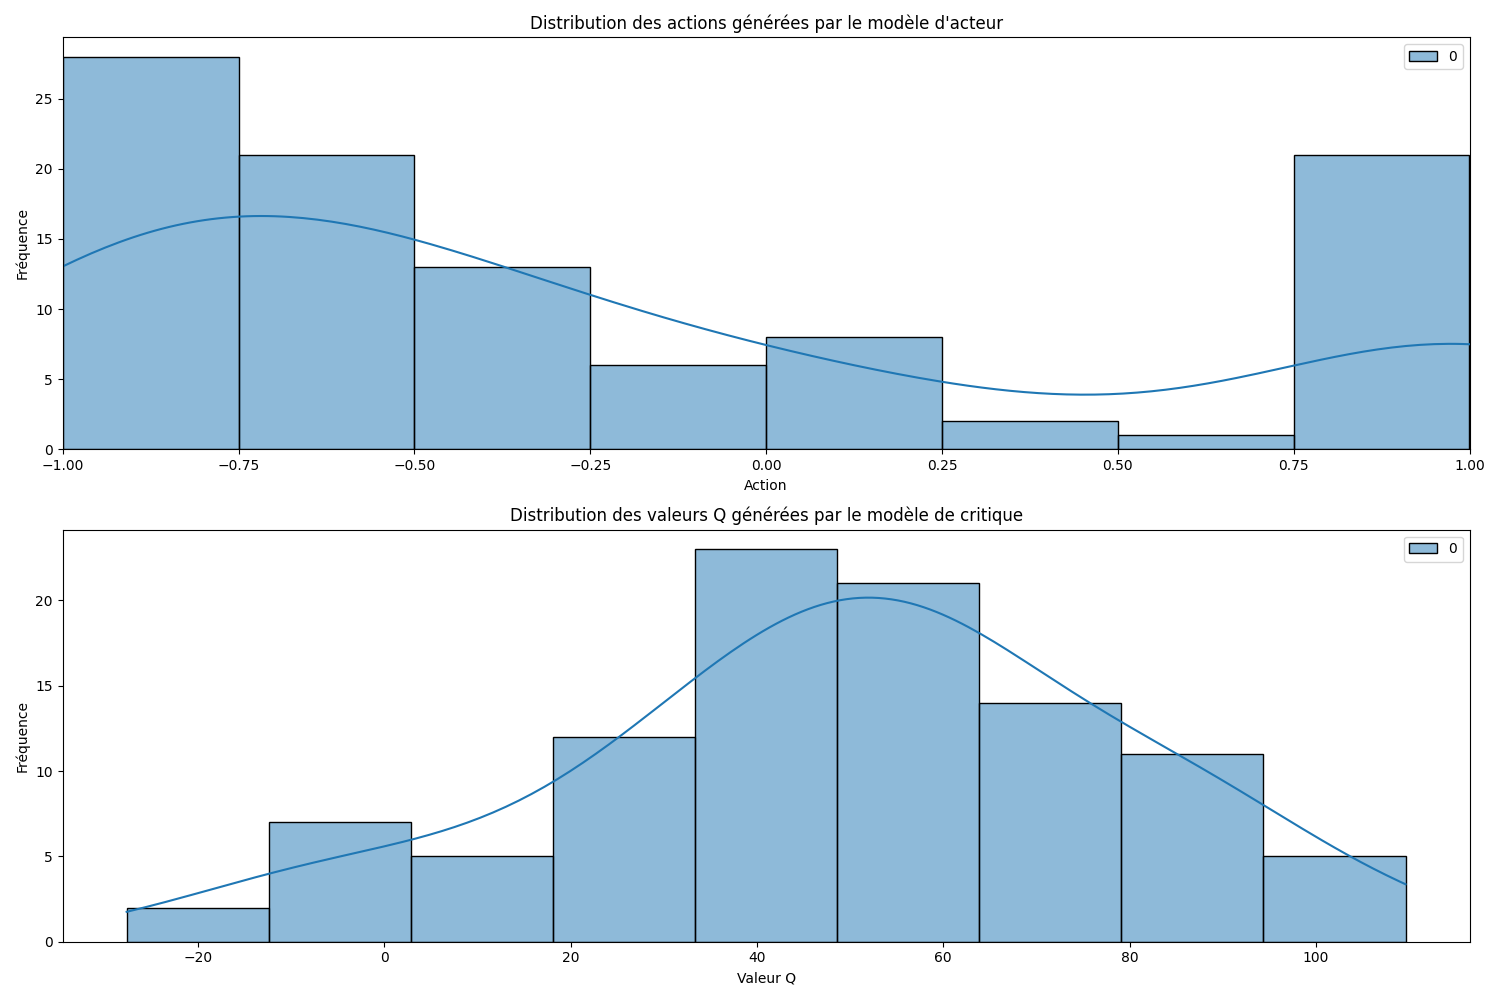 Distribution des actions générées par le modèle d'acteur
0
Fréquence
25
20
15
10
5
0
−1.00 −0.75 −0.50 −0.25 0.00 0.25 0.50 0.75 1.00
Action
Distribution des valeurs Q générées par le modèle de critique
0
Fréquence
20
15
10
5
0
−20 0 20 40 60 80 100
Valeur Q